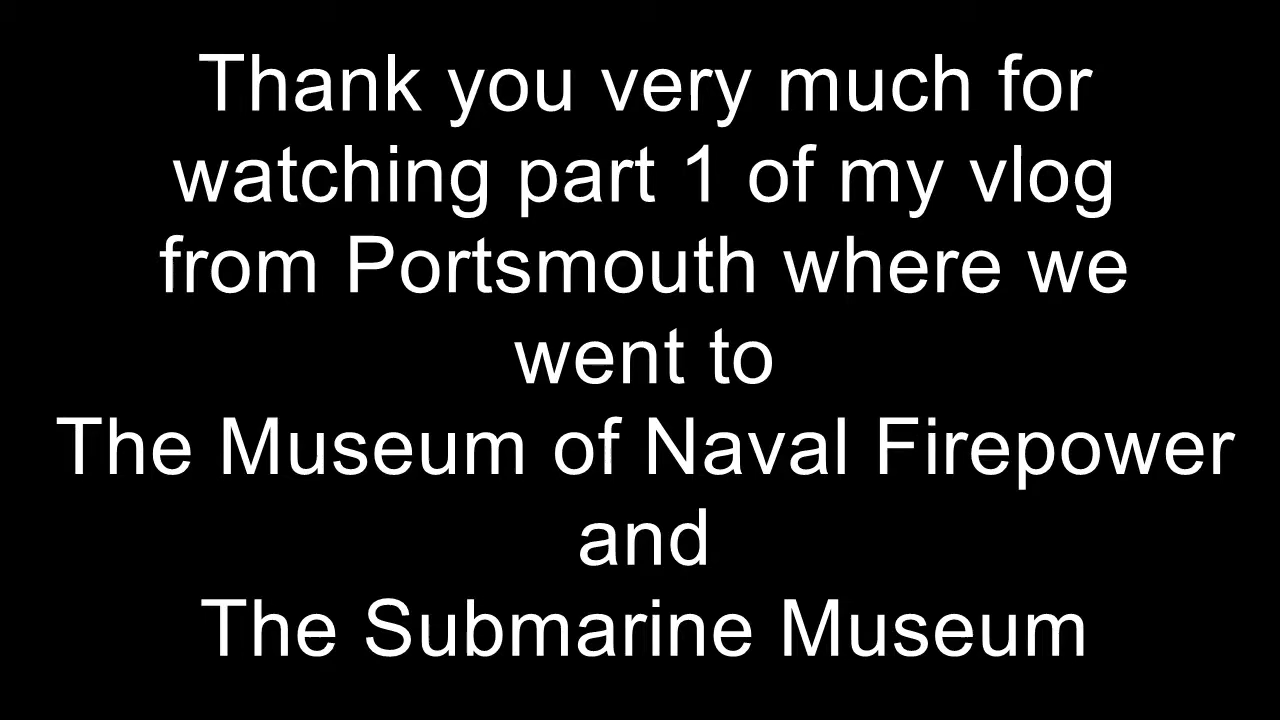 Thank you very much for
watching part 1 of my vlog
from Portsmouth where we
went to
The Museum of Naval Firepower
and
The Submarine Museum